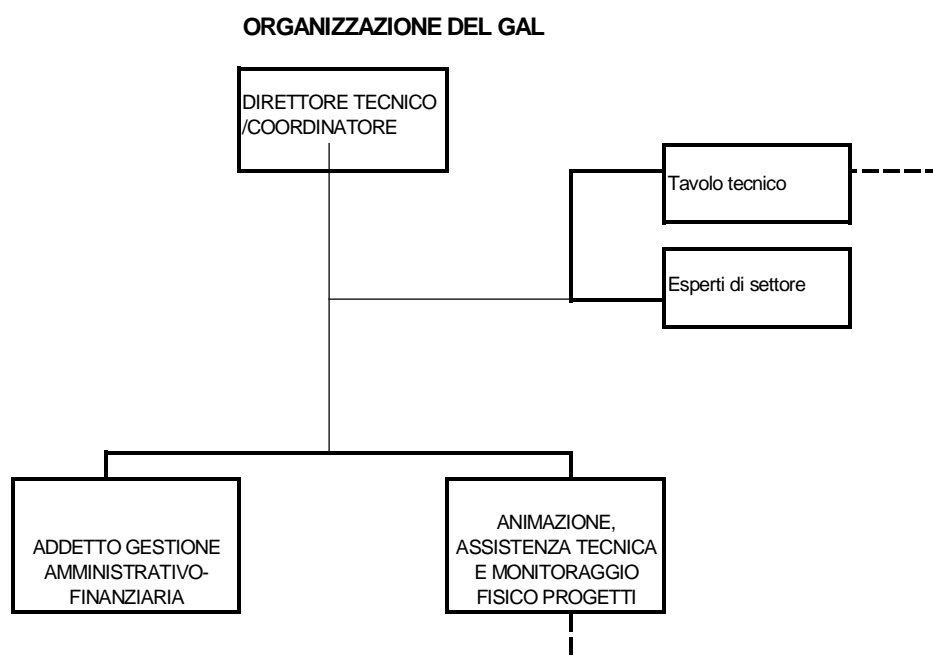 ORGANIZZAZIONE DEL GAL
DIRETTORE TECNICO
/COORDINATORE
Tavolo tecnico
Esperti di settore
ADDETTO GESTIONE
AMMINISTRATIVO-
FINANZIARIA
ANIMAZIONE,
ASSISTENZA TECNICA
E MONITORAGGIO
FISICO PROGETTI